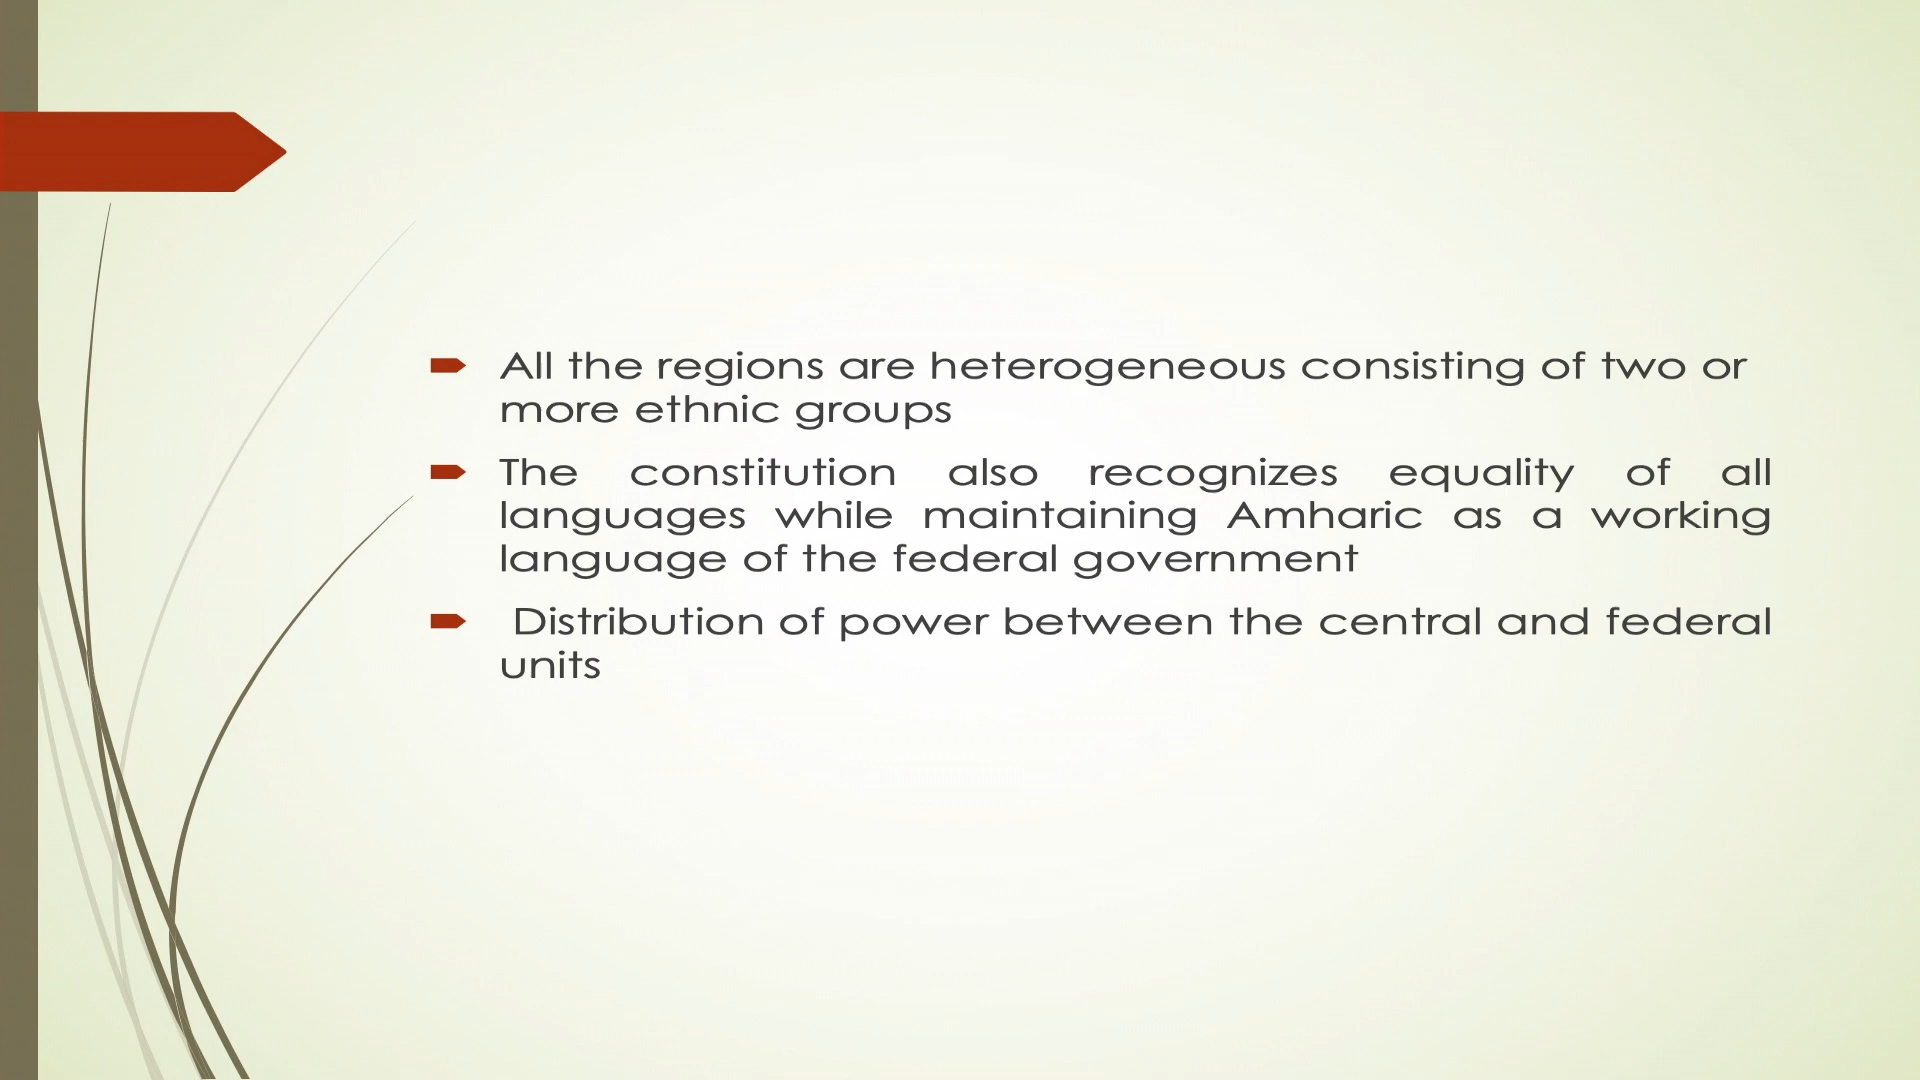 All the regions are heterogeneous consisting of two or
more ethnic groups
The constitution also recognizes equality of all
languages while maintaining Amharic as a working
language of the federal government
Distribution of power between the central and federal
units